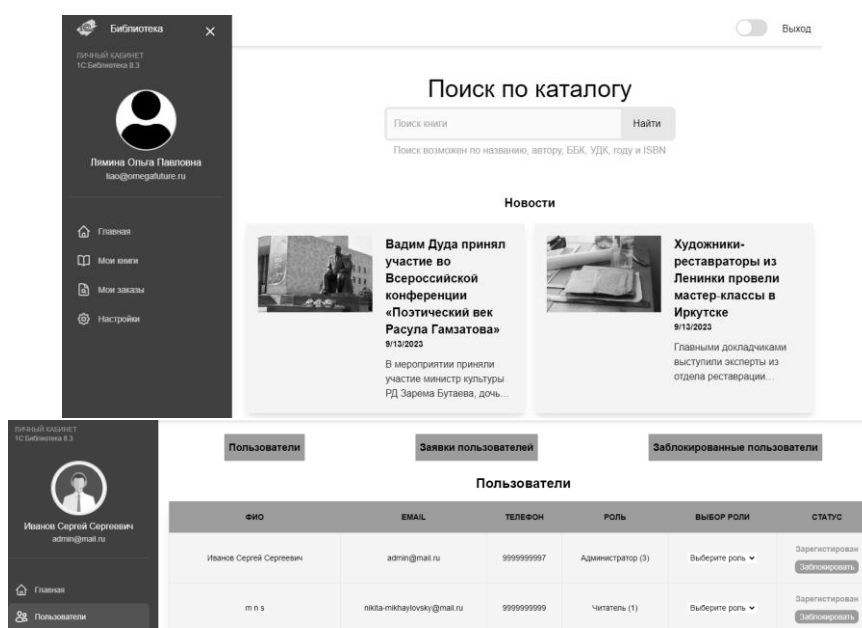 Библиотека
Выход
ЛИЧНЫЙ КАБИНЕТ
1С:Библиотека 8.3
Поиск по каталогу
Поиск книги
Найти
Поиск возможен по названию, автору, ББК, УДК, году и ISBN
Лямина Ольга Павловна
liao@omegafuture.ru
Новости
Главная
Мои книги
Мои заказы
Настройки
Вадим Дуда принял
участие во
Всероссийской
конференции
«Поэтический век
Расула Гамзатова»
9/13/2023
В мероприятии приняли
участие министр культуры
РД Зарема Бутаева, дочь...
Художники-
реставраторы из
Ленинки провели
мастер-классы в
Иркутске
9/13/2023
Главными докладчиками
выступили эксперты из
отдела реставрации...
ЛИЧНЫЙ КАБИНЕТ
1С:Библиотека 8.3
Иванов Сергей Сергеевич
admin@mail.ru
Главная
Пользователи
Пользователи Заявки пользователей Заблокированные пользователи
Пользователи
ФИО EMAIL ТЕЛЕФОН РОЛЬ ВЫБОР РОЛИ СТАТУС
Иванов Сергей Сергеевич admin@mail.ru 9999999997 Администратор (3) Выберите роль Зарегистирован
Заблокировать
m n s nikita-mikhaylovsky@mail.ru 9999999999 Читатель (1) Выберите роль Зарегистирован
Заблокировать